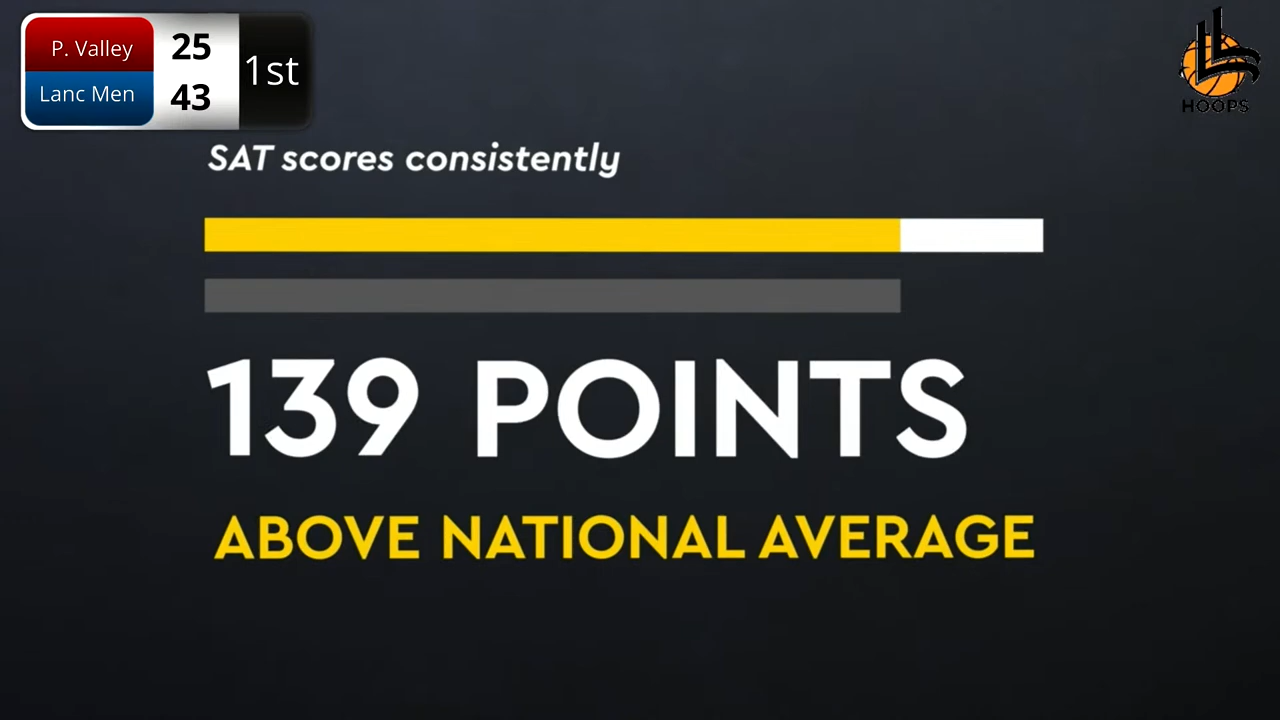 P. Valley 25
Lanc Men 43
1st
HOOPS
SAT scores consistently
139 POINTS
ABOVE NATIONAL AVERAGE